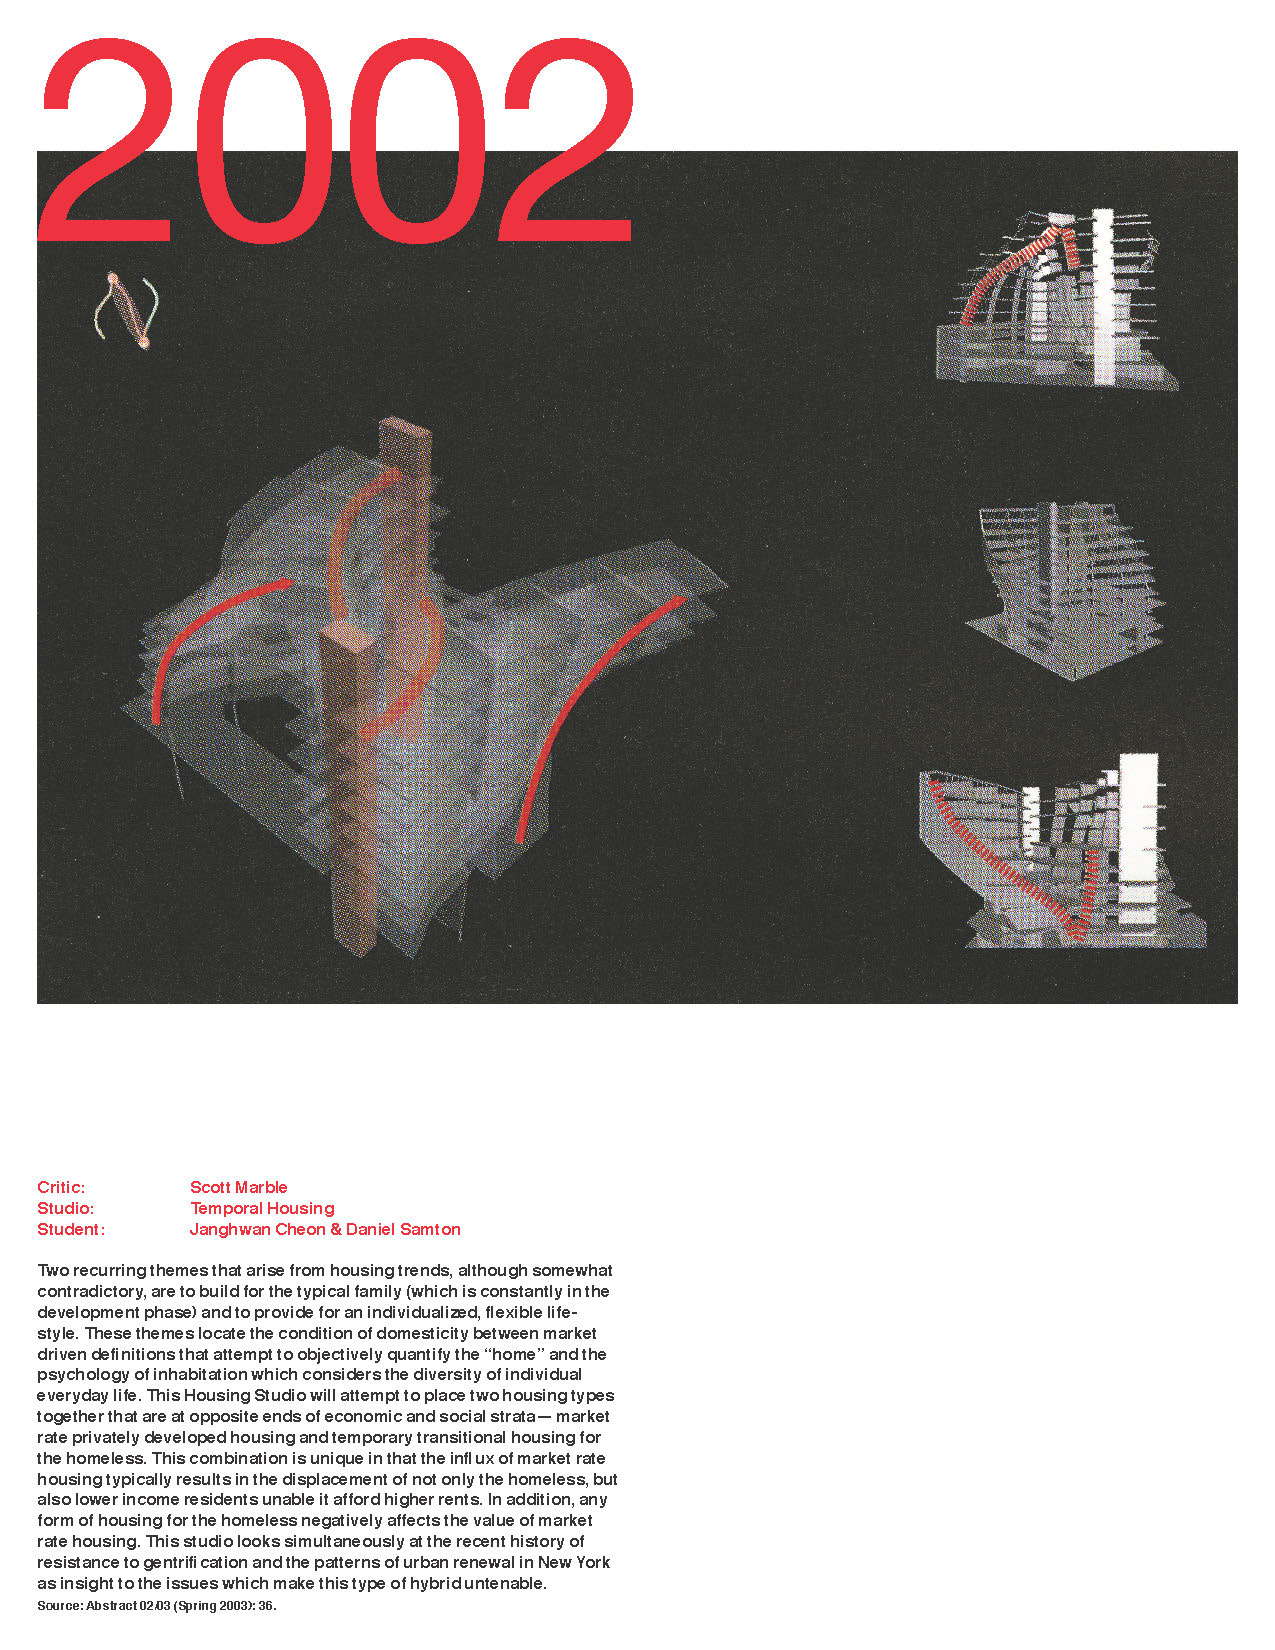 2002
Critic: Scott Marble
Studio: Temporal Housing
Student: Janghwan Cheon & Daniel Samton
Two recurring themes that arise from housing trends, although somewhat
contradictory, are to build for the typical family (which is constantly in the
development phase) and to provide for an individualized, flexible life-
style. These themes locate the condition of domesticity between market
driven definitions that attempt to objectively quantify the “home” and the
psychology of inhabitation which considers the diversity of individual
everyday life. This Housing Studio will attempt to place two housing types
together that are at opposite ends of economic and social strata— market
rate privately developed housing and temporary transitional housing for
the homeless. This combination is unique in that the influx of market rate
housing typically results in the displacement of not only the homeless, but
also lower income residents unable it afford higher rents. In addition, any
form of housing for the homeless negatively affects the value of market
rate housing. This studio looks simultaneously at the recent history of
resistance to gentrification and the patterns of urban renewal in New York
as insight to the issues which make this type of hybrid untenable.
Source: Abstract 02/03 (Spring 2003): 36.